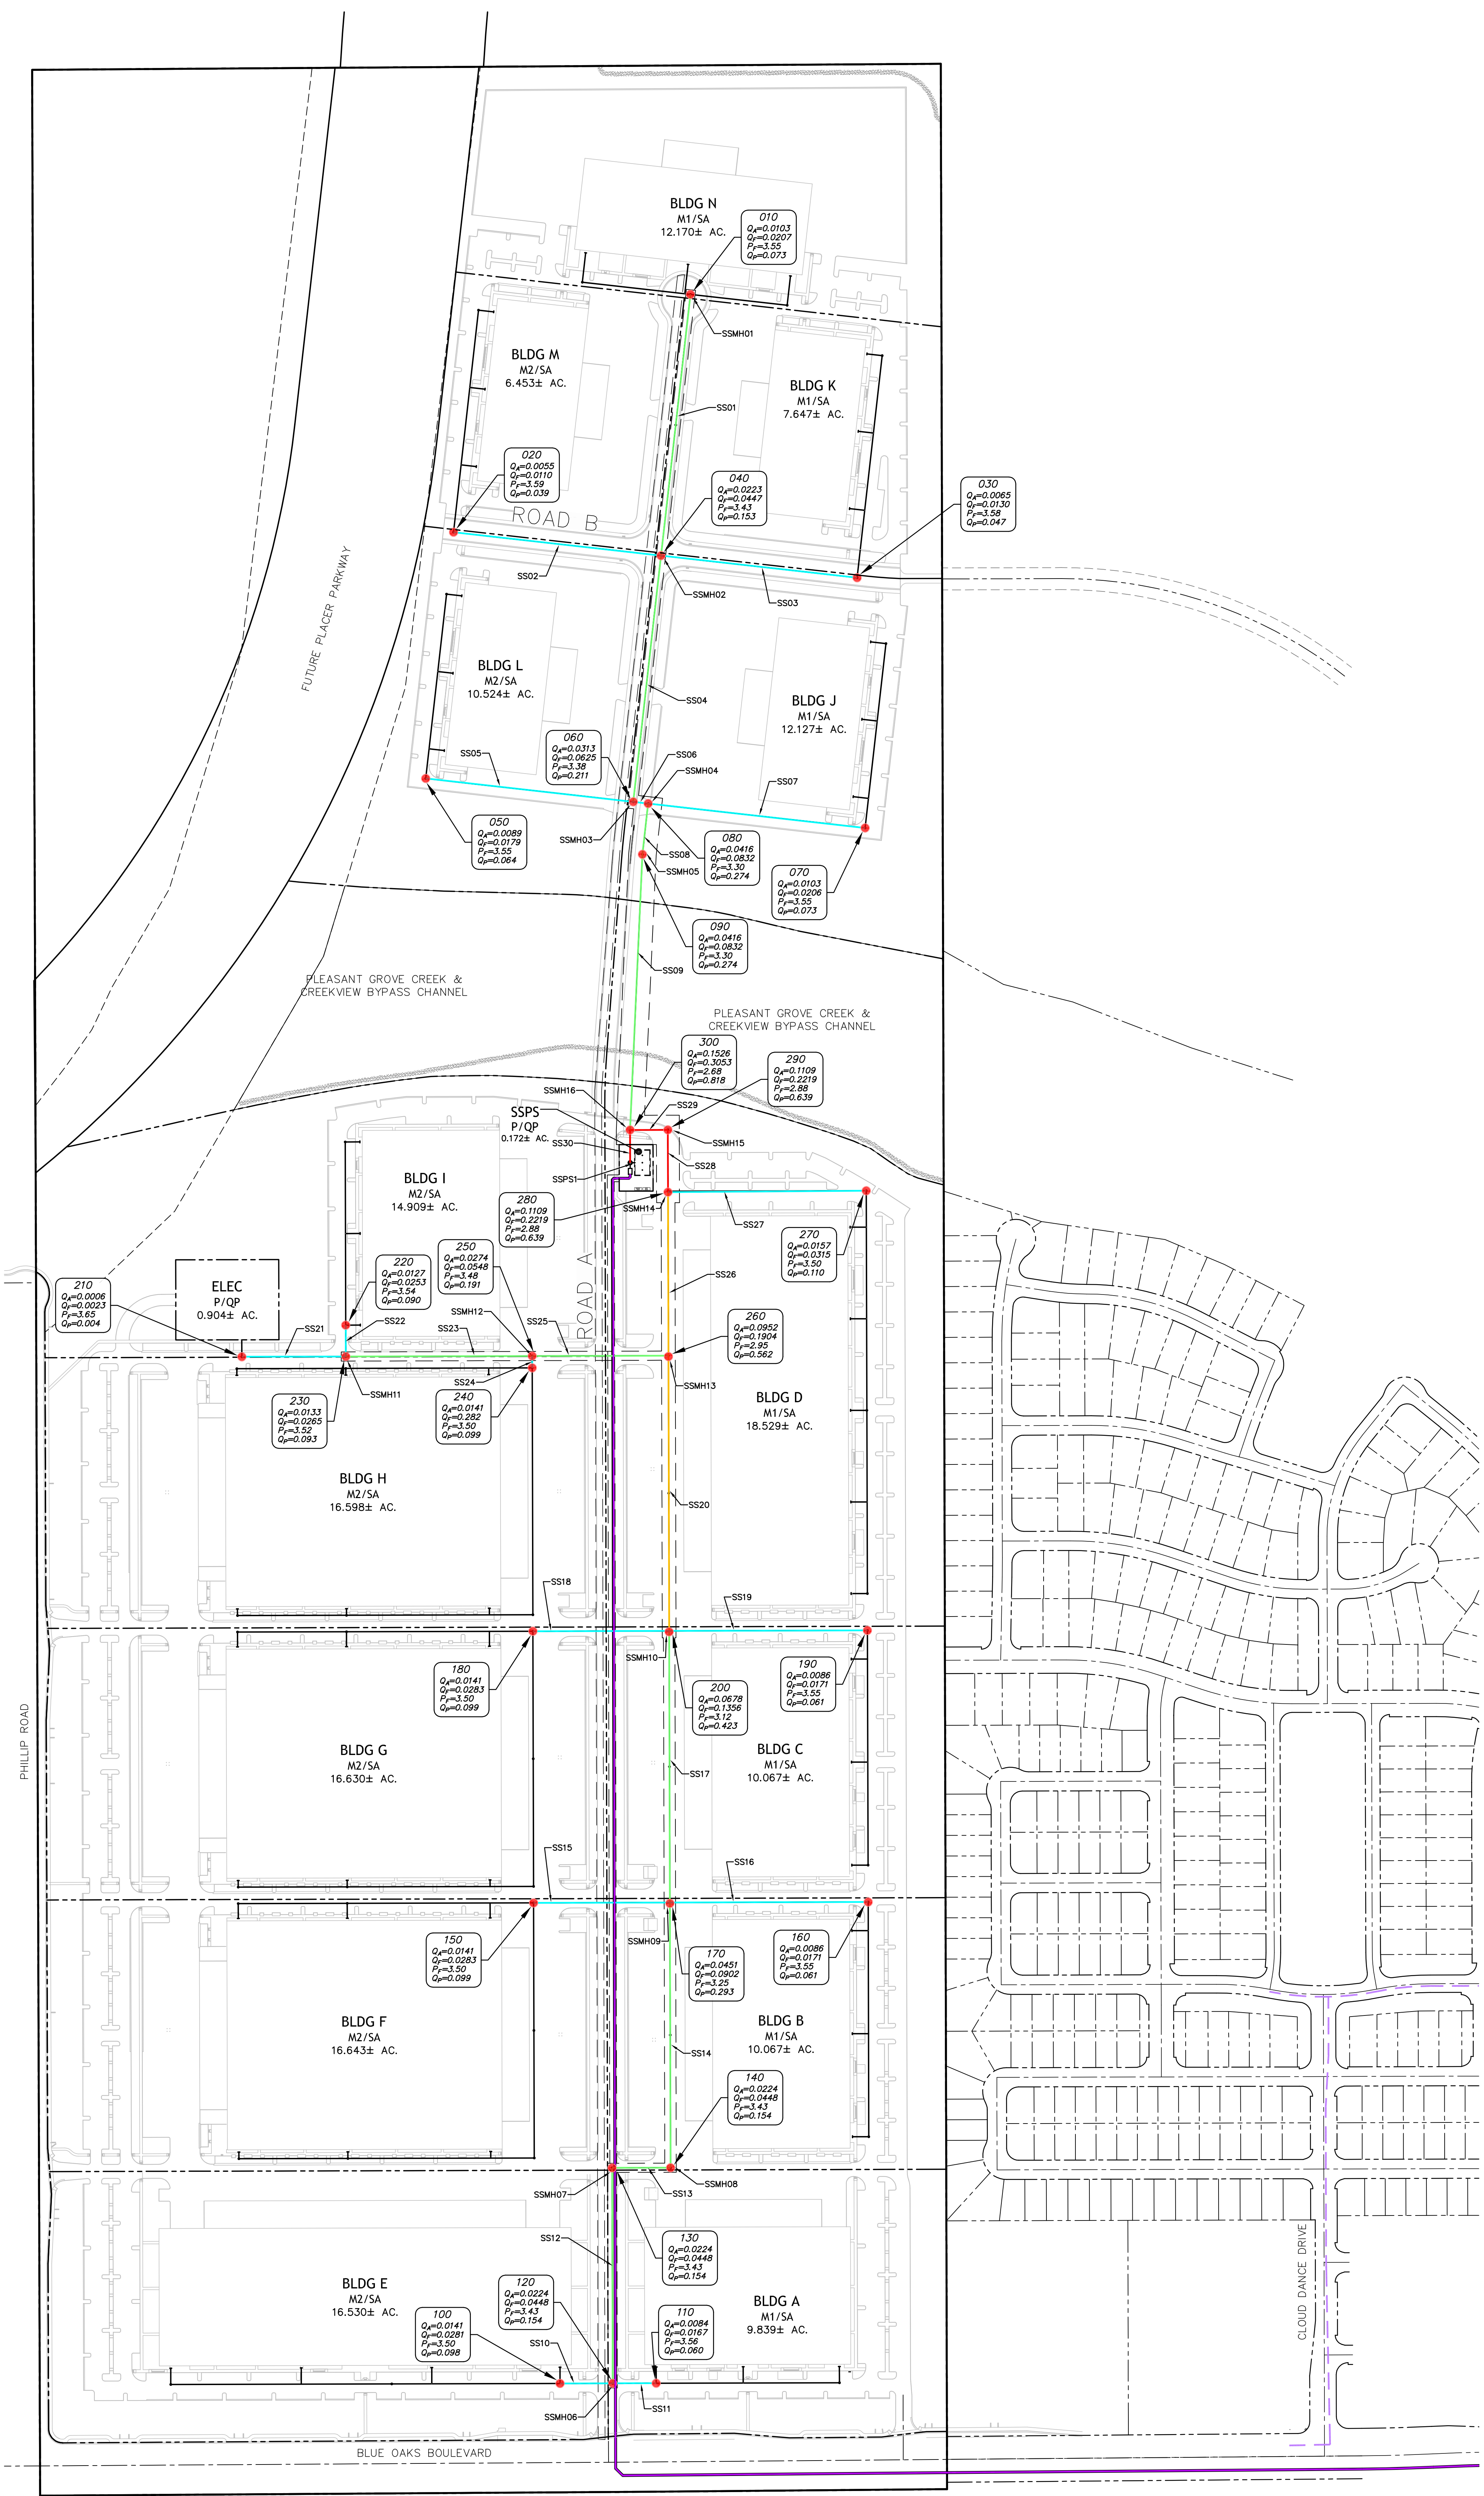 BLDG N
M1/SA
12.170± AC.
010
QA=0.0103
QF=0.0207
PF=3.55
QP=0.073
SSMH01
BLDG M
M2/SA
6.453± AC.
BLDG K
M1/SA
7.647± AC.
SS01
020
QA=0.0055
QF=0.0110
PF=3.59
QP=0.039
040
QA=0.0223
QF=0.0447
PF=3.43
QP=0.153
030
QA=0.0065
QF=0.0130
PF=3.58
QP=0.047
ROAD B
SS02
SSMH02
SS03
FUTURE PLACER PARKWAY
BLDG L
M2/SA
10.524± AC.
SS04
BLDG J
M1/SA
12.127± AC.
060
QA=0.0313
QF=0.0625
PF=3.38
QP=0.211
SS05
SS06
SSMH04
SS07
050
QA=0.0089
QF=0.0179
PF=3.55
QP=0.064
SSMH03
SS08
SSMH05
080
QA=0.0416
QF=0.0832
PF=3.30
QP=0.274
070
QA=0.0103
QF=0.0206
PF=3.55
QP=0.073
090
QA=0.0416
QF=0.0832
PF=3.30
QP=0.274
SS09
PLEASANT GROVE CREEK &
CREEKVIEW BYPASS CHANNEL
PLEASANT GROVE CREEK &
CREEKVIEW BYPASS CHANNEL
300
QA=0.1526
QF=0.3053
PF=2.68
QP=0.818
290
QA=0.1109
QF=0.2219
PF=2.88
QP=0.639
SSMH16
SS29
SSPS
P/QP
0.172± AC.
SSMH15
SS30
SS28
SSPS1
BLDG I
M2/SA
14.909± AC.
280
QA=0.1109
QF=0.2219
PF=2.88
QP=0.639
SSMH14
SS27
270
QA=0.0157
QF=0.0315
PF=3.50
QP=0.110
250
QA=0.0274
QF=0.0548
PF=3.48
QP=0.191
220
QA=0.0127
QF=0.0253
PF=3.54
QP=0.090
ROAD A
SS26
210
QA=0.0006
QF=0.0023
PF=3.65
QP=0.004
ELEC
P/QP
0.904± AC.
SSMH12
SS21
SS22
SS23
SS25
260
QA=0.0952
QF=0.1904
PF=2.95
QP=0.562
SSMH11
SS24
SSMH13
230
QA=0.0133
QF=0.0265
PF=3.52
QP=0.093
240
QA=0.0141
QF=0.282
PF=3.50
QP=0.099
BLDG D
M1/SA
18.529± AC.
BLDG H
M2/SA
16.598± AC.
SS20
SS18
SS19
SSMH10
180
QA=0.0141
QF=0.0283
PF=3.50
QP=0.099
200
QA=0.0678
QF=0.1356
PF=3.12
QP=0.423
190
QA=0.0086
QF=0.0171
PF=3.55
QP=0.061
PHILLIP ROAD
BLDG G
M2/SA
16.630± AC.
BLDG C
M1/SA
10.067± AC.
SS17
SS15
SS16
150
QA=0.0141
QF=0.0283
PF=3.50
QP=0.099
SSMH09
170
QA=0.0451
QF=0.0902
PF=3.25
QP=0.293
160
QA=0.0086
QF=0.0171
PF=3.55
QP=0.061
BLDG F
M2/SA
16.643± AC.
BLDG B
M1/SA
10.067± AC.
SS14
140
QA=0.0224
QF=0.0448
PF=3.43
QP=0.154
SSMH07
SSMH08
SS13
SS12
130
QA=0.0224
QF=0.0448
PF=3.43
QP=0.154
BLDG E
M2/SA
16.530± AC.
120
QA=0.0224
QF=0.0448
PF=3.43
QP=0.154
BLDG A
M1/SA
9.839± AC.
100
QA=0.0141
QF=0.0281
PF=3.50
QP=0.098
110
QA=0.0084
QF=0.0167
PF=3.56
QP=0.060
SS10
SS11
SSMH06
CLOUD DANCE DRIVE
BLUE OAKS BOULEVARD